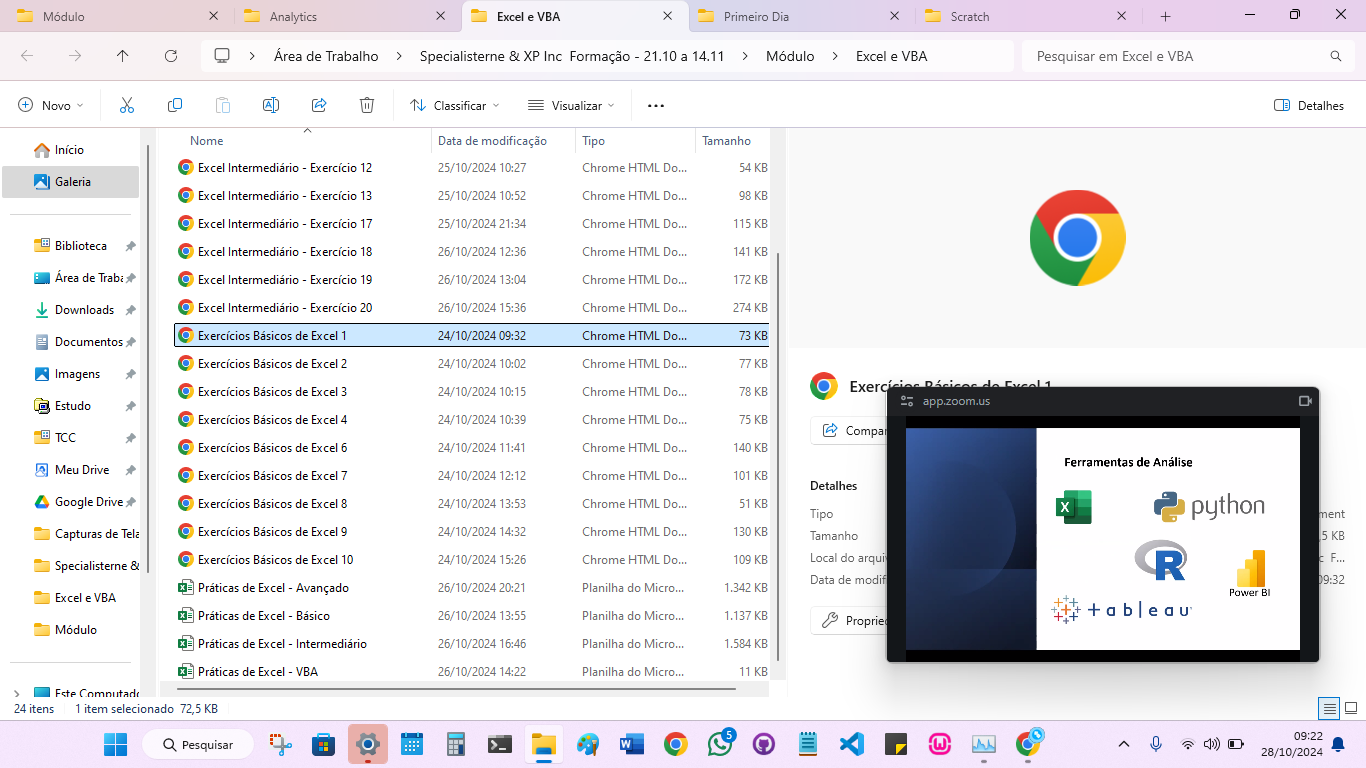 Módulo
Analytics
Excel e VBA
Primeiro Dia
Scratch
Área de Trabalho
Specialisterne & XP Inc Formação - 21.10 a 14.11
Módulo
Excel e VBA
Pesquisar em Excel e VBA
Novo
Classificar
Visualizar
Detalhes
Início
Galeria
Biblioteca
Área de Traba
Downloads
Documentos
Imagens
Estudo
TCC
Meu Drive
Google Drive
Capturas de Tela
Specialisterne &
Excel e VBA
Módulo
Este Computado
Nome Data de modificação Tipo Tamanho
Excel Intermediário - Exercício 12 25/10/2024 10:27 Chrome HTML Do... 54 KB
Excel Intermediário - Exercício 13 25/10/2024 10:52 Chrome HTML Do... 98 KB
Excel Intermediário - Exercício 17 25/10/2024 21:34 Chrome HTML Do... 115 KB
Excel Intermediário - Exercício 18 26/10/2024 12:36 Chrome HTML Do... 141 KB
Excel Intermediário - Exercício 19 26/10/2024 13:04 Chrome HTML Do... 172 KB
Excel Intermediário - Exercício 20 26/10/2024 15:36 Chrome HTML Do... 274 KB
Exercícios Básicos de Excel 1 24/10/2024 09:32 Chrome HTML Do... 73 KB
Exercícios Básicos de Excel 2 24/10/2024 10:02 Chrome HTML Do... 77 KB
Exercícios Básicos de Excel 3 24/10/2024 10:15 Chrome HTML Do... 78 KB
Exercícios Básicos de Excel 4 24/10/2024 10:39 Chrome HTML Do... 75 KB
Exercícios Básicos de Excel 6 24/10/2024 11:41 Chrome HTML Do... 140 KB
Exercícios Básicos de Excel 7 24/10/2024 12:12 Chrome HTML Do... 101 KB
Exercícios Básicos de Excel 8 24/10/2024 13:53 Chrome HTML Do... 51 KB
Exercícios Básicos de Excel 9 24/10/2024 14:32 Chrome HTML Do... 130 KB
Exercícios Básicos de Excel 10 24/10/2024 15:26 Chrome HTML Do... 109 KB
Práticas de Excel - Avançado 26/10/2024 20:21 Planilha do Micro... 1.342 KB
Práticas de Excel - Básico 26/10/2024 13:55 Planilha do Micro... 1.137 KB
Práticas de Excel - Intermediário 26/10/2024 16:46 Planilha do Micro... 1.584 KB
Práticas de Excel - VBA 26/10/2024 14:22 Planilha do Micro... 11 KB
Exercícios Básicos de Excel 1
Compar
Detalhes
Tipo ment
Tamanho ,5 KB
Local do arqui c F...
Data de modif 09:32
Proprie
app.zoom.us
Ferramentas de Análise
python
R
Power BI
+ableau
24 itens 1 item selecionado 72,5 KB
Pesquisar
5
09:22
28/10/2024